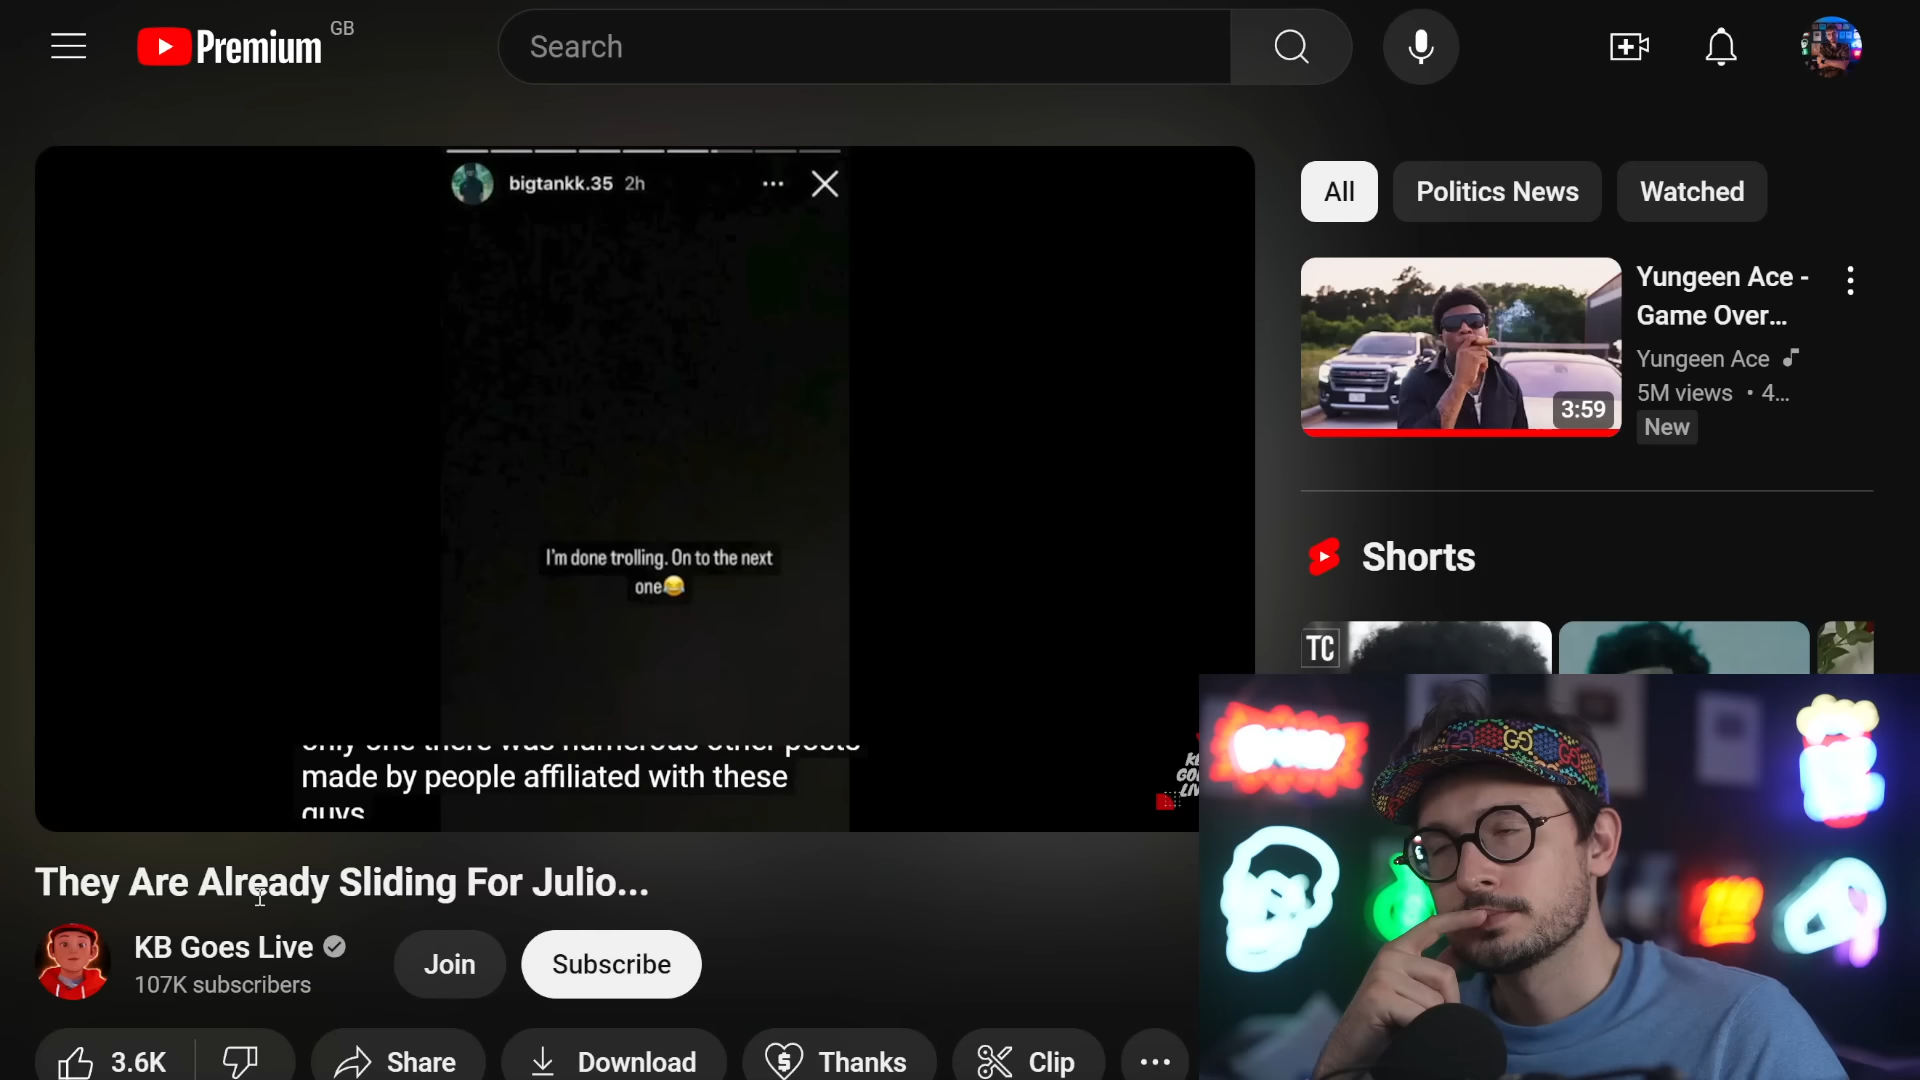 Premium
GB
Search
bigtankk.35 2h
I'm done trolling. On to the next
one😂
only one there was numerous other posts
made by people affiliated with these
guys
They Are Already Sliding For Julio...
KB Goes Live
107K subscribers
Join
Subscribe
3.6K
Share
Download
Thanks
Clip
All
Politics News
Watched
3:59
Yungeen Ace -
Game Over...
Yungeen Ace
5M views • 4...
New
Shorts
TC